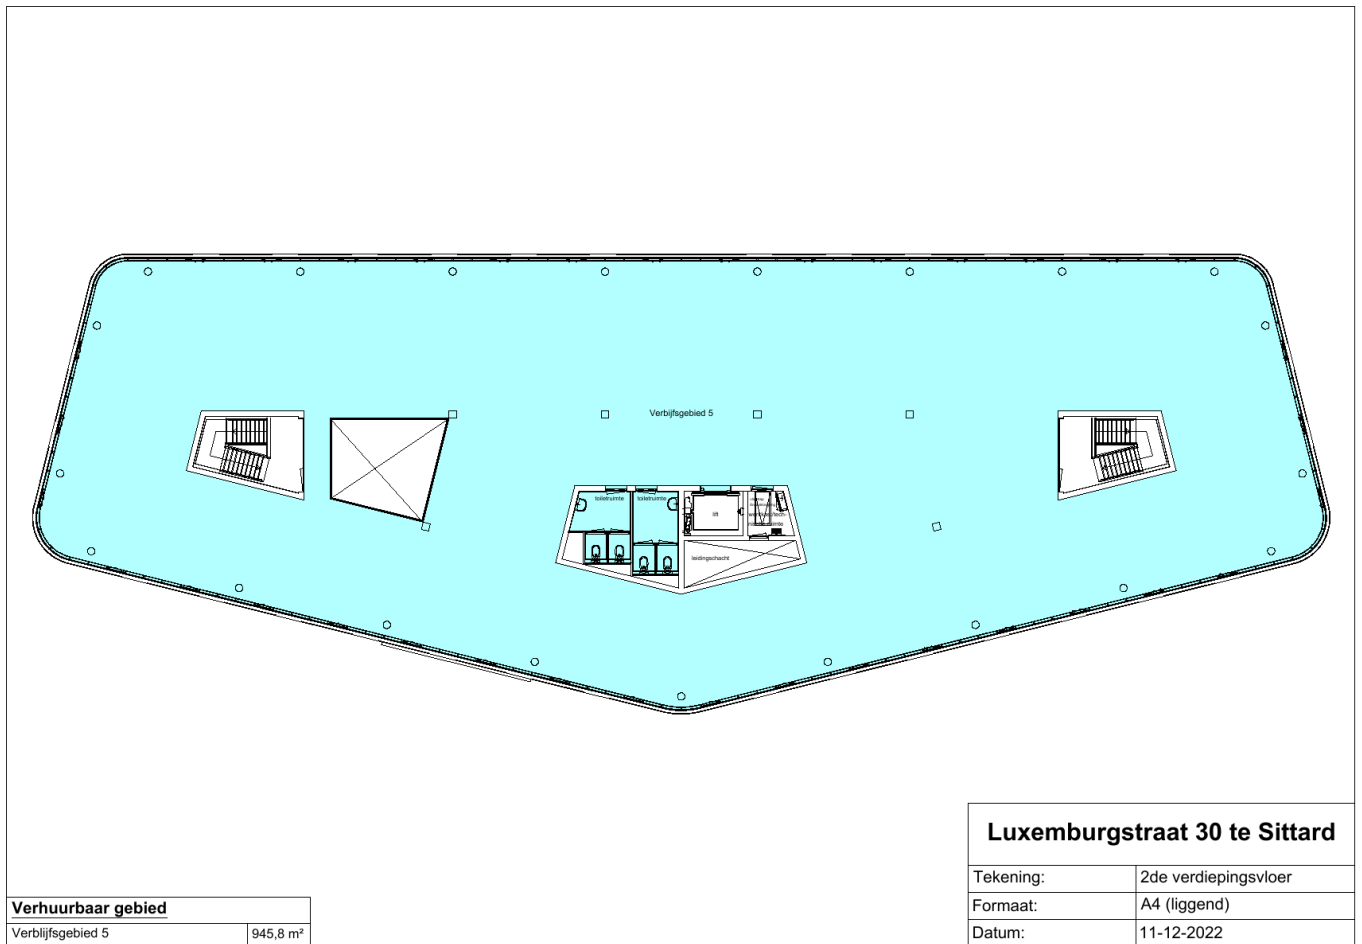 Verbijfsgebied 5
toiletruimte
toiletruimte
lift
leidingschacht
Luxemburgstraat 30 te Sittard
Tekening: 2de verdiepingsvloer
Formaat: A4 (liggend)
Datum: 11-12-2022
Verhuurbaar gebied
Verblijfsgebied 5 945,8 m²